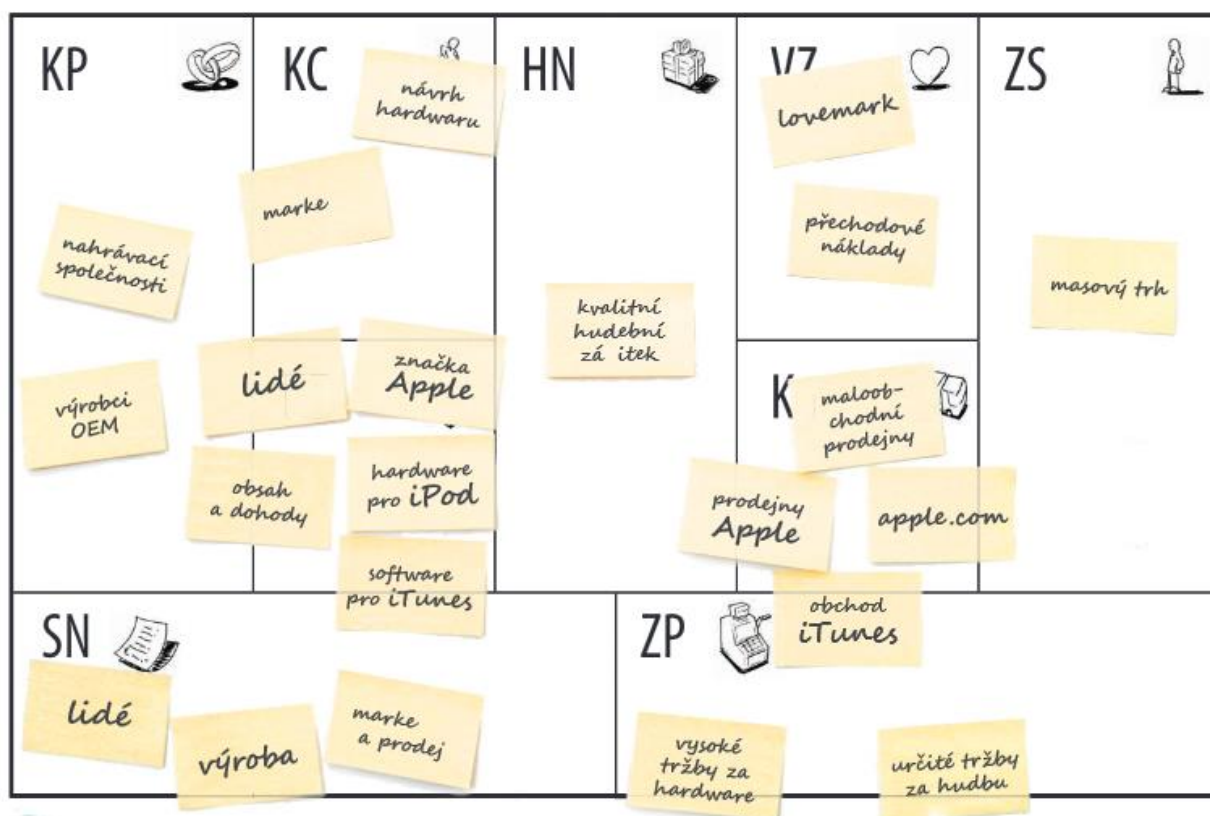 KP
KC
HN
VZ
ZS
návrh
hardwaru
marke
nahrávací
společnosti
výrobci
OEM
lidé
značka
Apple
obsah
a dohody
hardware
pro iPod
software
pro iTunes
kvalitní
hudební
zá itek
lovemark
přechodové
náklady
K
maloob-
chodní
prodejny
prodejny
Apple
apple.com
obchod
iTunes
masový trh
SN
lidé
výroba
marke
a prodej
ZP
vysoké
tržby za
hardware
určité tržby
za hudbu